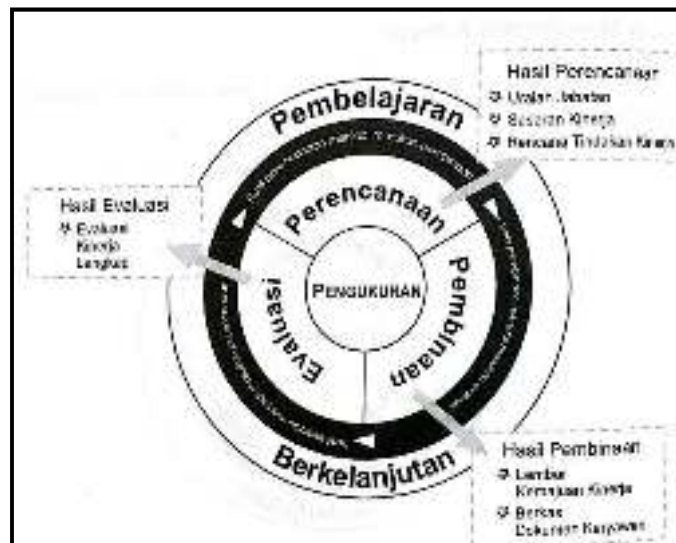 Pembelajaran
Hasil Perencanaan
Uraian Jabatan
Sasaran Kinerja
Rencana Tindakan Kinerja
Perencanaan
Hasil Evaluasi
Evaluasi
Kinerja
Lengkap
PENGUKURAN
Evaluasi
Pembinaan
Berkelanjutan
Hasil Pembinaan
Lembar
Kemajuan Kinerja
Berkas
Dokumen Karyawan